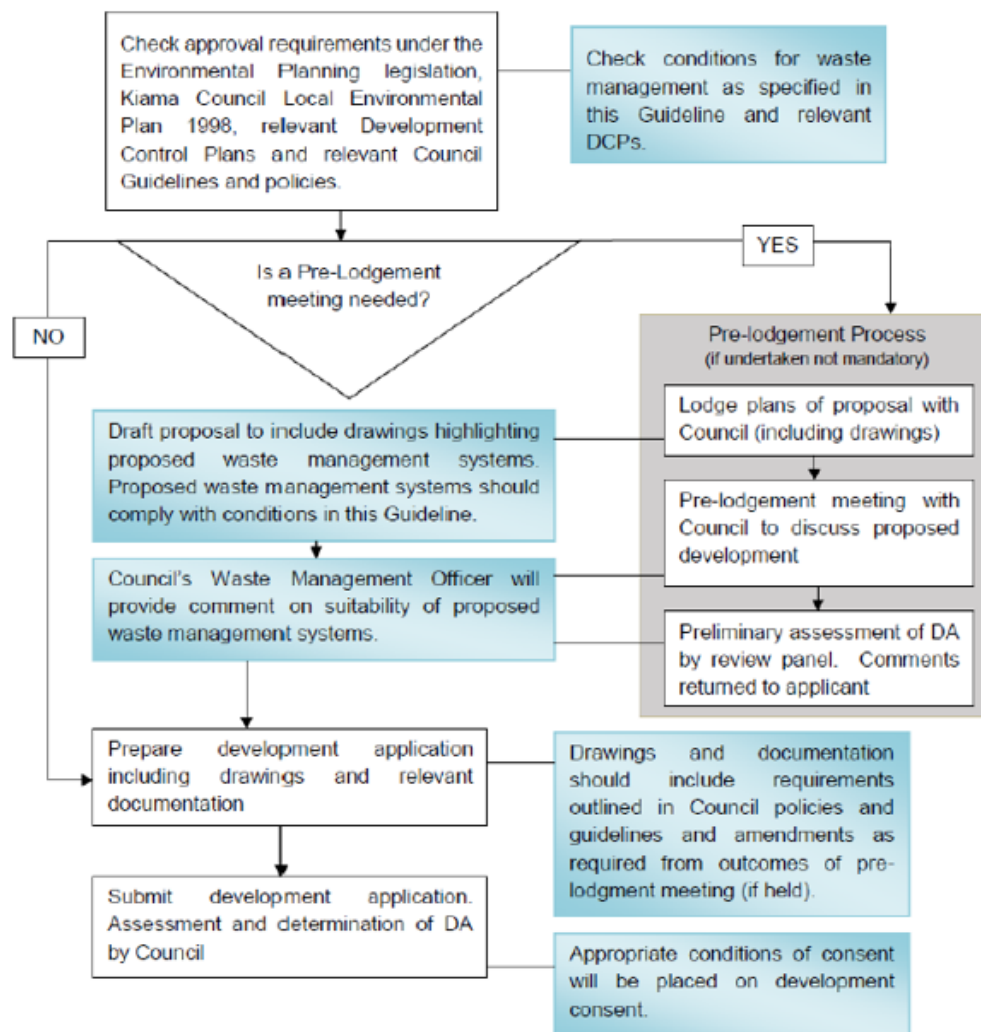 Check approval requirements under the
Environmental Planning legislation,
Kiama Council Local Environmental
Plan 1998, relevant Development
Control Plans and relevant Council
Guidelines and policies.
Check conditions for waste
management as specified in
this Guideline and relevant
DCPs.
Is a Pre-Lodgement
meeting needed?
YES
NO
Pre-lodgement Process
(if undertaken not mandatory)
Lodge plans of proposal with
Council (including drawings)
Draft proposal to include drawings highlighting
proposed waste management systems.
Proposed waste management systems should
comply with conditions in this Guideline.
Pre-lodgement meeting with
Council to discuss proposed
development
Council's Waste Management Officer will
provide comment on suitability of proposed
waste management systems.
Preliminary assessment of DA
by review panel. Comments
returned to applicant
Prepare development application
including drawings and relevant
documentation
Drawings and documentation
should include requirements
outlined in Council policies and
guidelines and amendments as
required from outcomes of pre-
lodgment meeting (if held).
Submit development application.
Assessment and determination of DA
by Council
Appropriate conditions of consent
will be placed on development
consent.